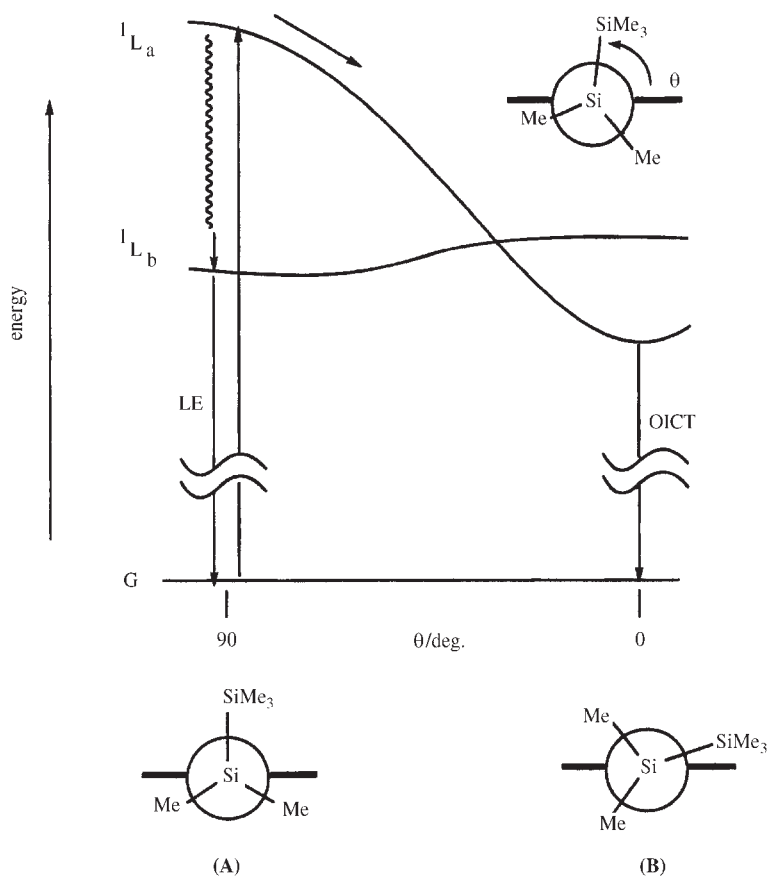 ¹Lₐ
SiMe₃
θ
Si
Me
Me
¹L_b
energy
LE
OICT
G
90
θ/deg.
0
SiMe₃
Si
Me
Me
Me
SiMe₃
Si
Me
(A)
(B)